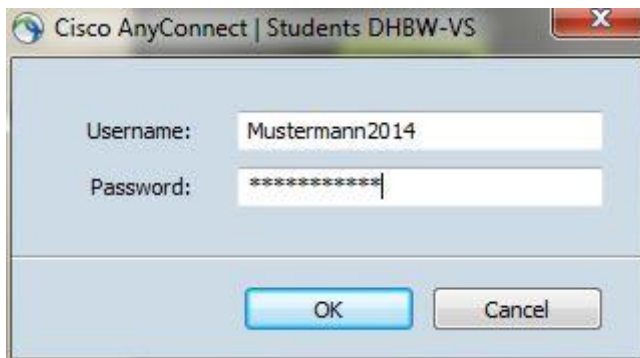 Cisco AnyConnect | Students DHBW-VS
Username: Mustermann2014
Password: ***********
OK Cancel